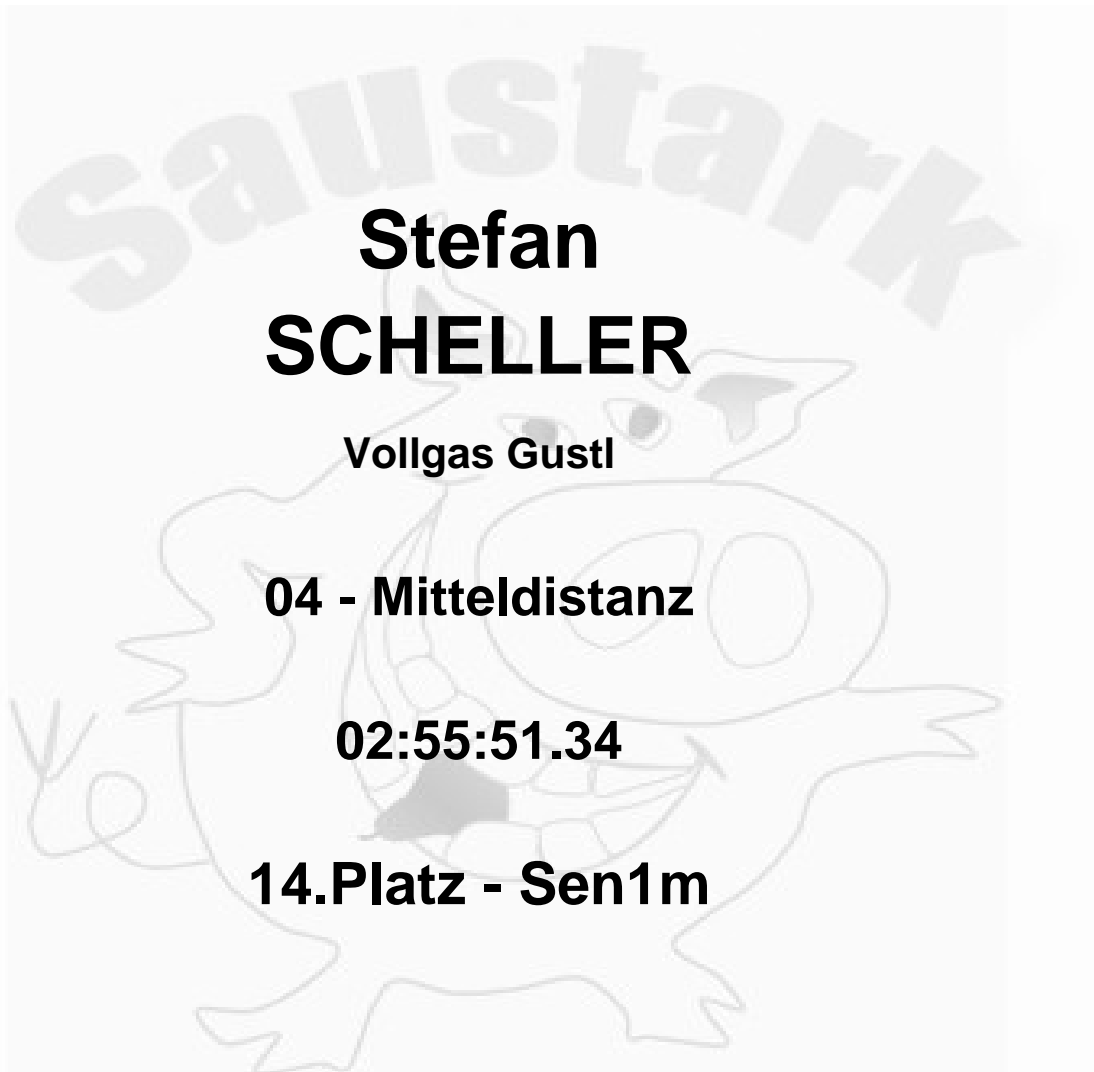 Saustark
Stefan
SCHELLER
Vollgas Gustl
04 - Mitteldistanz
02:55:51.34
14.Platz - Sen1m